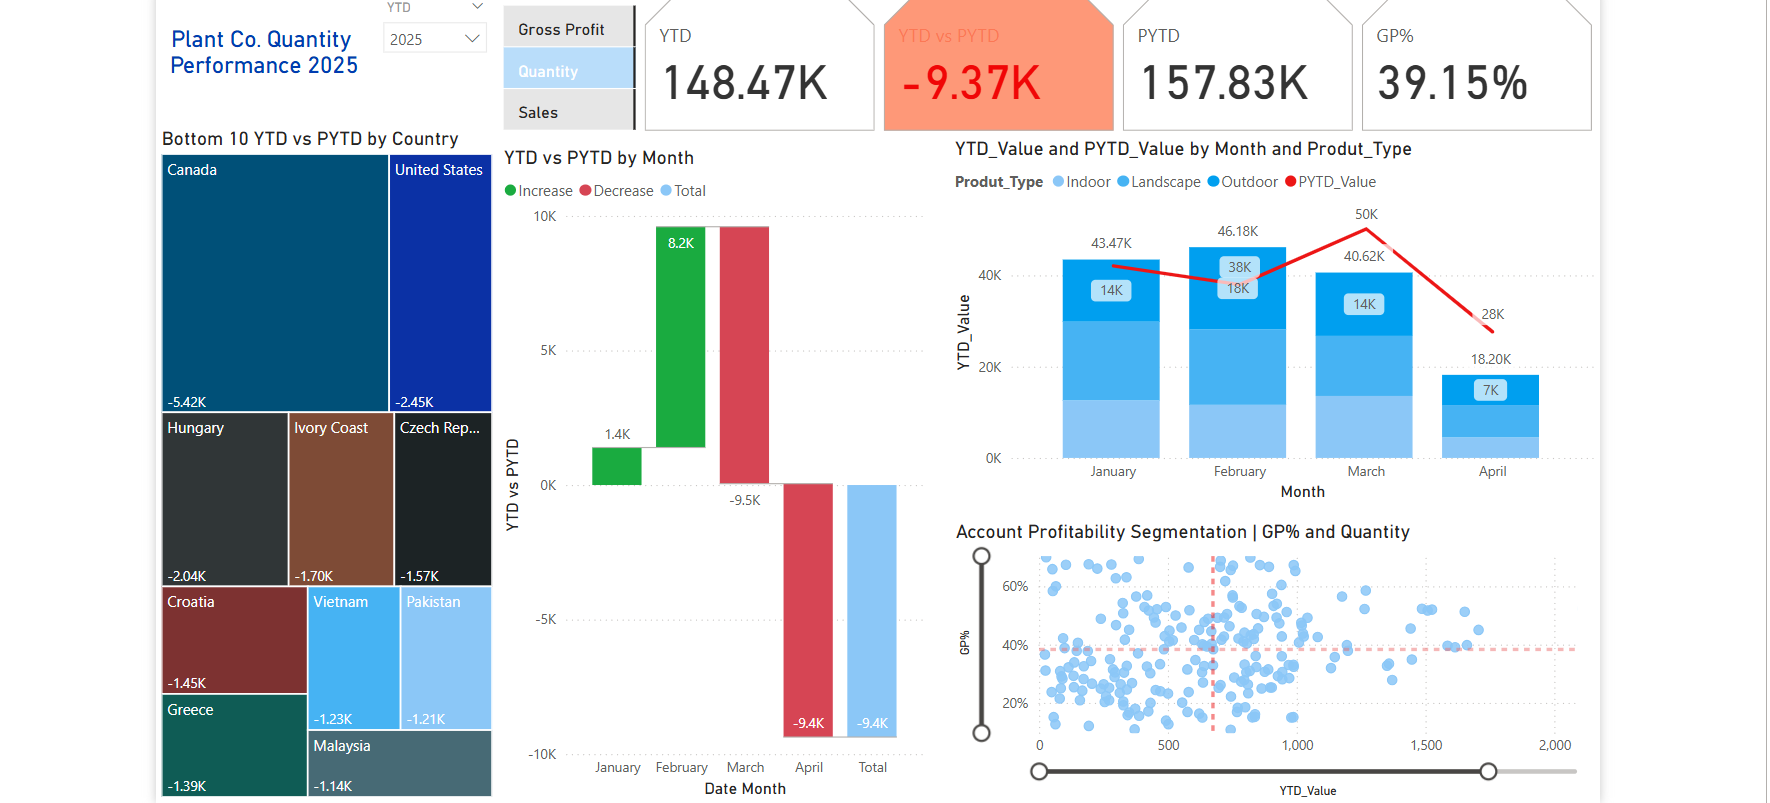 YTD
Plant Co. Quantity
Performance 2025
2025
Gross Profit
Quantity
Sales
YTD
148.47K
YTD vs PYTD
-9.37K
PYTD
157.83K
GP%
39.15%
Bottom 10 YTD vs PYTD by Country
Canada
-5.42K
United States
-2.45K
Hungary
-2.04K
Ivory Coast
-1.70K
Czech Rep...
-1.57K
Croatia
-1.45K
Greece
-1.39K
Vietnam
-1.23K
Pakistan
-1.21K
Malaysia
-1.14K
YTD vs PYTD by Month
Increase Decrease Total
YTD vs PYTD
10K
5K
0K
-5K
-10K
1.4K
8.2K
-9.5K
-9.4K
-9.4K
January February March April Total
Date Month
YTD_Value and PYTD_Value by Month and Produt_Type
Produt_Type Indoor Landscape Outdoor PYTD_Value
YTD_Value
40K
20K
0K
43.47K
14K
46.18K
38K
18K
50K
40.62K
14K
28K
18.20K
7K
January February March April
Month
Account Profitability Segmentation | GP% and Quantity
GP%
60%
40%
20%
0 500 1,000 1,500 2,000
YTD_Value